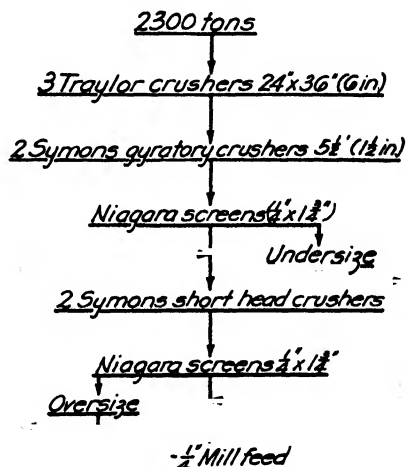 2300 tons
3 Traylor crushers 24"x36" (6 in)
2 Symons gyratory crushers 5½' (1½ in)
Niagara screens (¼" x 1¾")
Undersize
2 Symons short head crushers
Niagara screens ¼" x 1¾"
Oversize
-¼" Mill feed